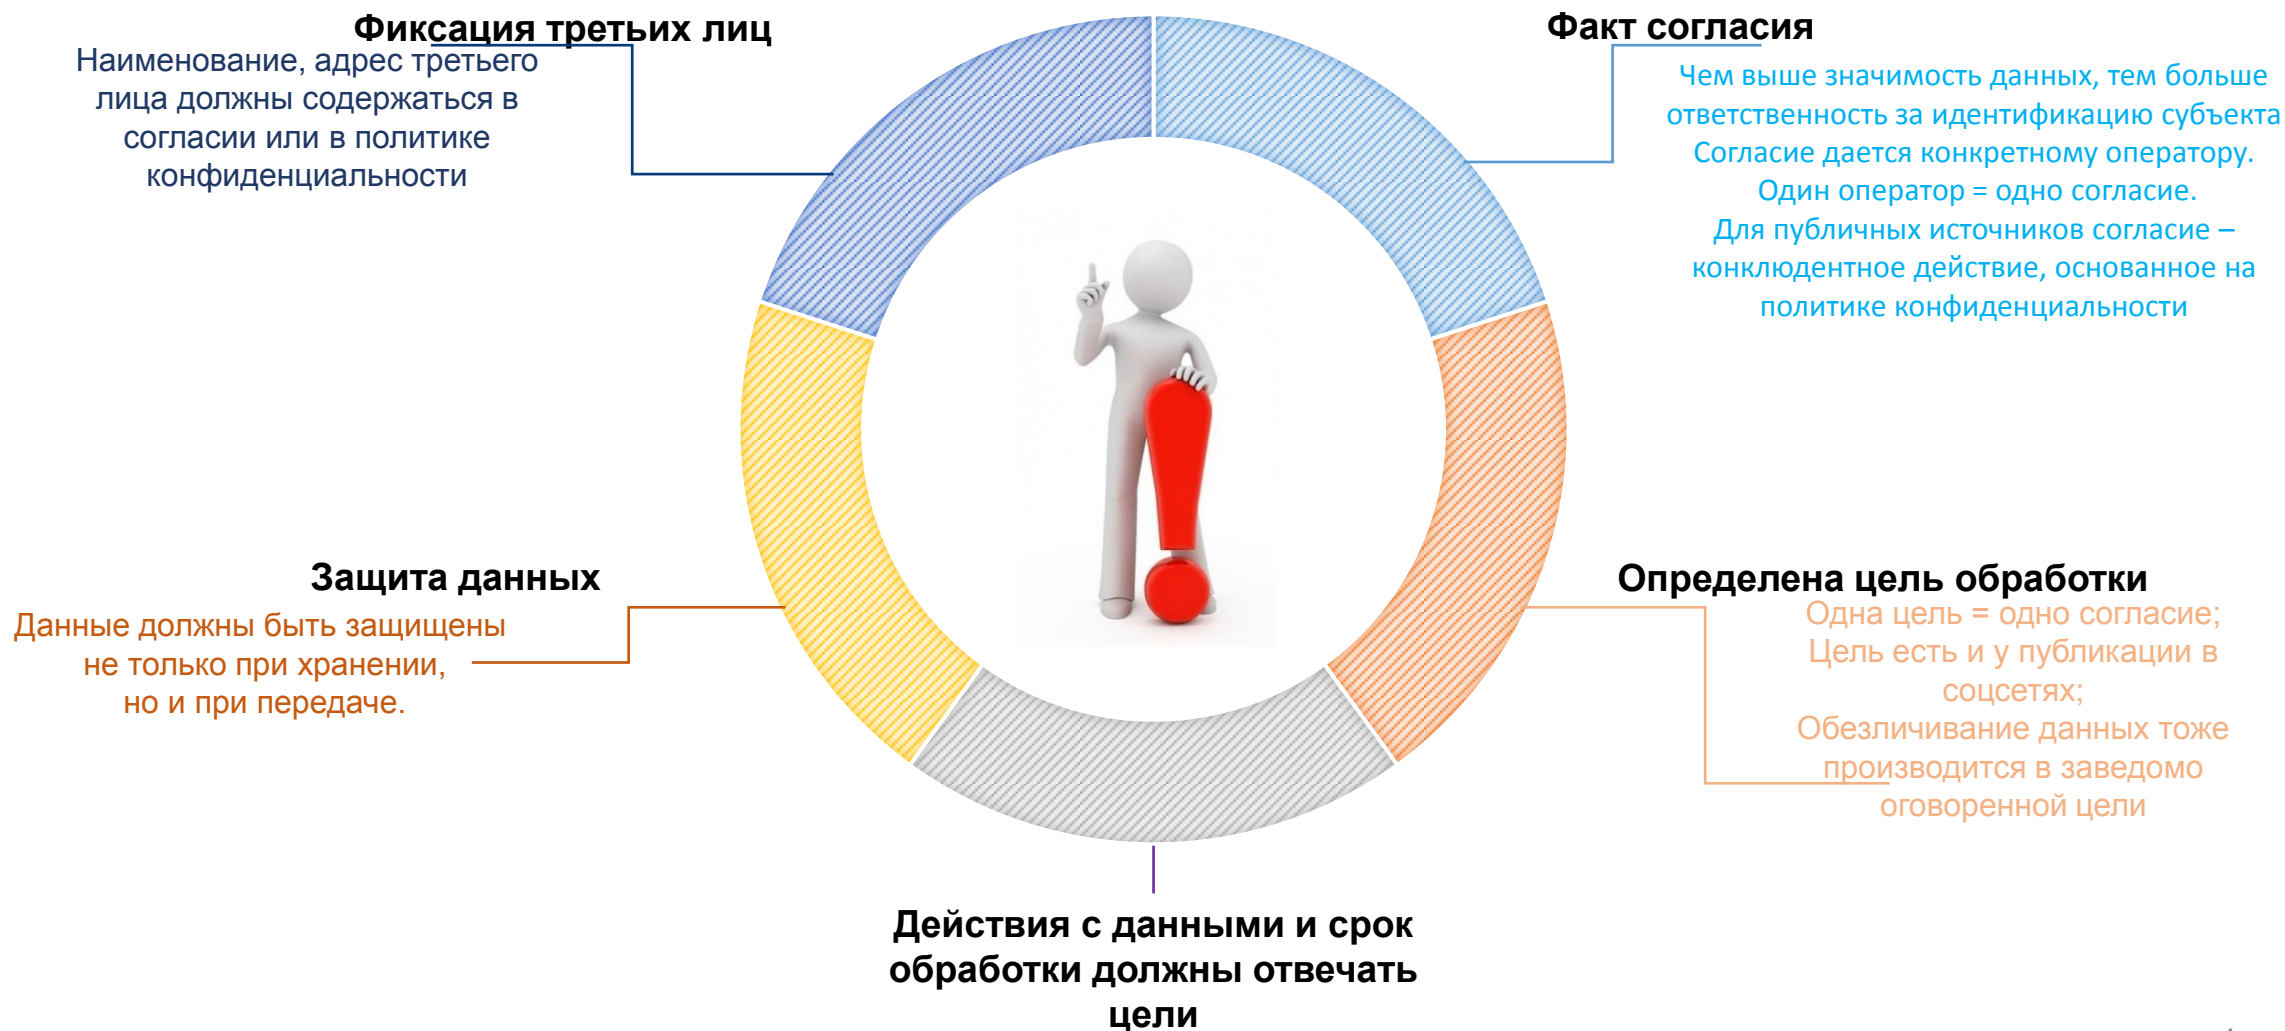 Фиксация третьих лиц
Наименование, адрес третьего
лица должны содержаться в
согласии или в политике
конфиденциальности
Факт согласия
Чем выше значимость данных, тем больше
ответственность за идентификацию субъекта
Согласие дается конкретному оператору.
Один оператор = одно согласие.
Для публичных источников согласие –
конклюдентное действие, основанное на
политике конфиденциальности
Защита данных
Данные должны быть защищены
не только при хранении,
но и при передаче.
Определена цель обработки
Одна цель = одно согласие;
Цель есть и у публикации в
соцсетях;
Обезличивание данных тоже
производится в заведомо
оговоренной цели
Действия с данными и срок
обработки должны отвечать
цели